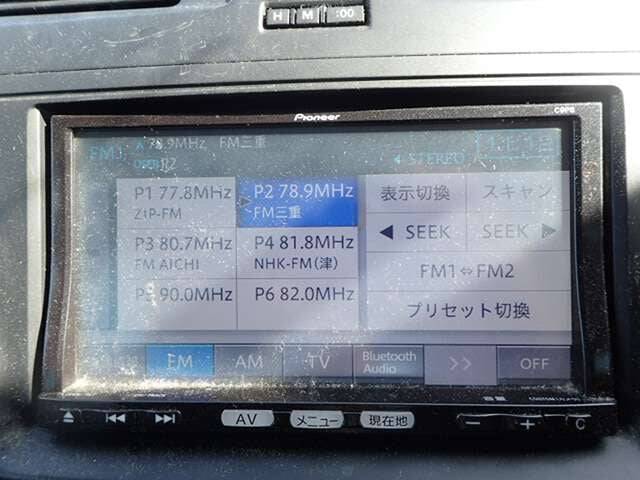 H M :00
Pioneer
FM1 78.9MHz FM三重
P2
STEREO
P1 77.8MHz
ZIP-FM
P2 78.9MHz
FM三重
表示切換
スキャン
P3 80.7MHz
FM AICHI
P4 81.8MHz
NHK-FM(津)
◀ SEEK
SEEK ▶
P5 90.0MHz
P6 82.0MHz
FM1⇔FM2
プリセット切換
FM
AM
TV
Bluetooth
Audio
>>
OFF
AV
メニュー
現在地
− + C